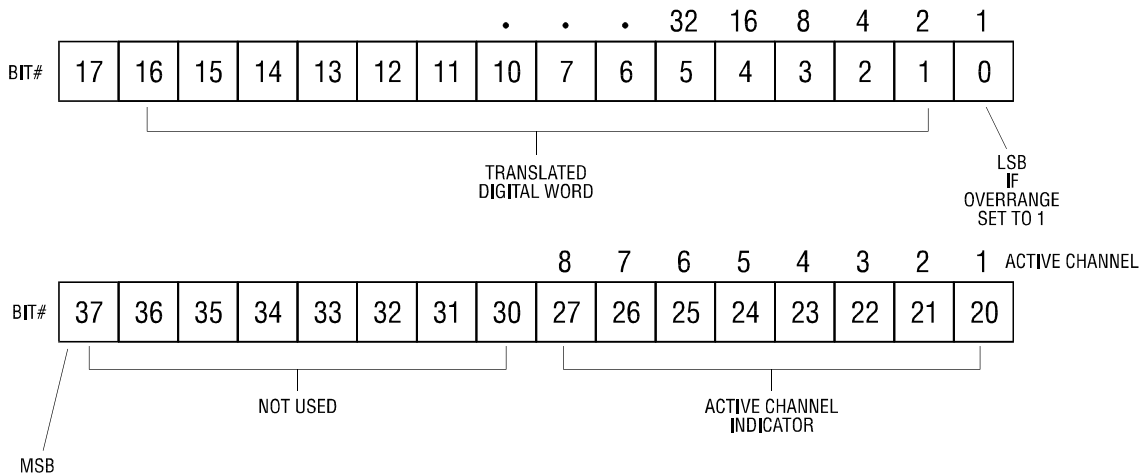 • • • 32 16 8 4 2 1
BIT# 17 16 15 14 13 12 11 10 7 6 5 4 3 2 1 0
TRANSLATED
DIGITAL WORD
LSB
IF
OVERRANGE
SET TO 1
8 7 6 5 4 3 2 1 ACTIVE CHANNEL
BIT# 37 36 35 34 33 32 31 30 27 26 25 24 23 22 21 20
NOT USED
ACTIVE CHANNEL
INDICATOR
MSB